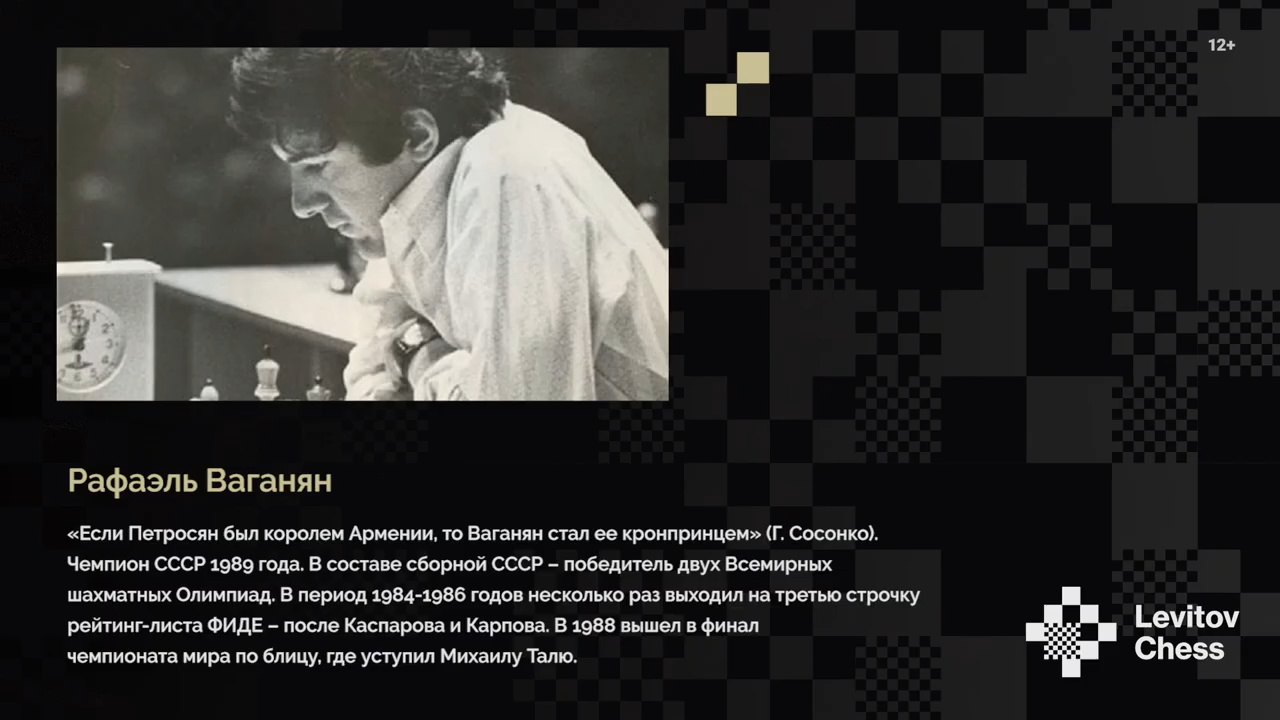 12+
Рафаэль Ваганян
«Если Петросян был королем Армении, то Ваганян стал ее кронпринцем» (Г. Сосонко).
Чемпион СССР 1989 года. В составе сборной СССР – победитель двух Всемирных
шахматных Олимпиад. В период 1984-1986 годов несколько раз выходил на третью строчку
рейтинг-листа ФИДЕ – после Каспарова и Карпова. В 1988 вышел в финал
чемпионата мира по блицу, где уступил Михаилу Талю.
Levitov
Chess